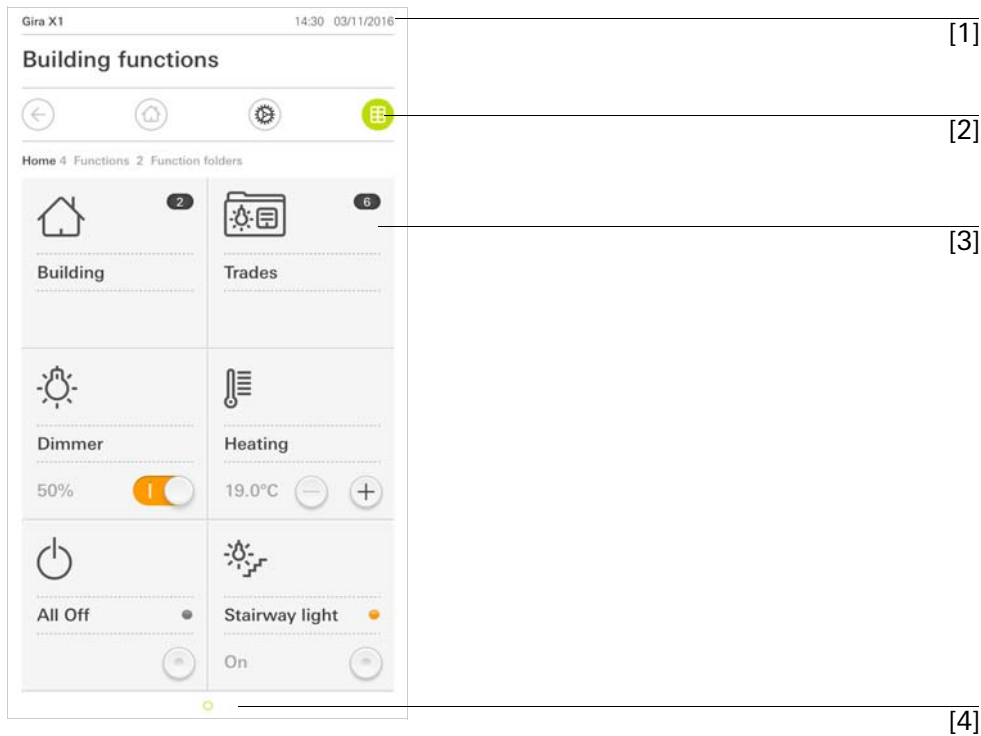 Gira X1 14:30 03/11/2016
[1]
Building functions
[2]
Home 4 Functions 2 Function folders
2 6
[3]
Building Trades
Dimmer Heating
50% 19.0°C
All Off Stairway light
On
[4]